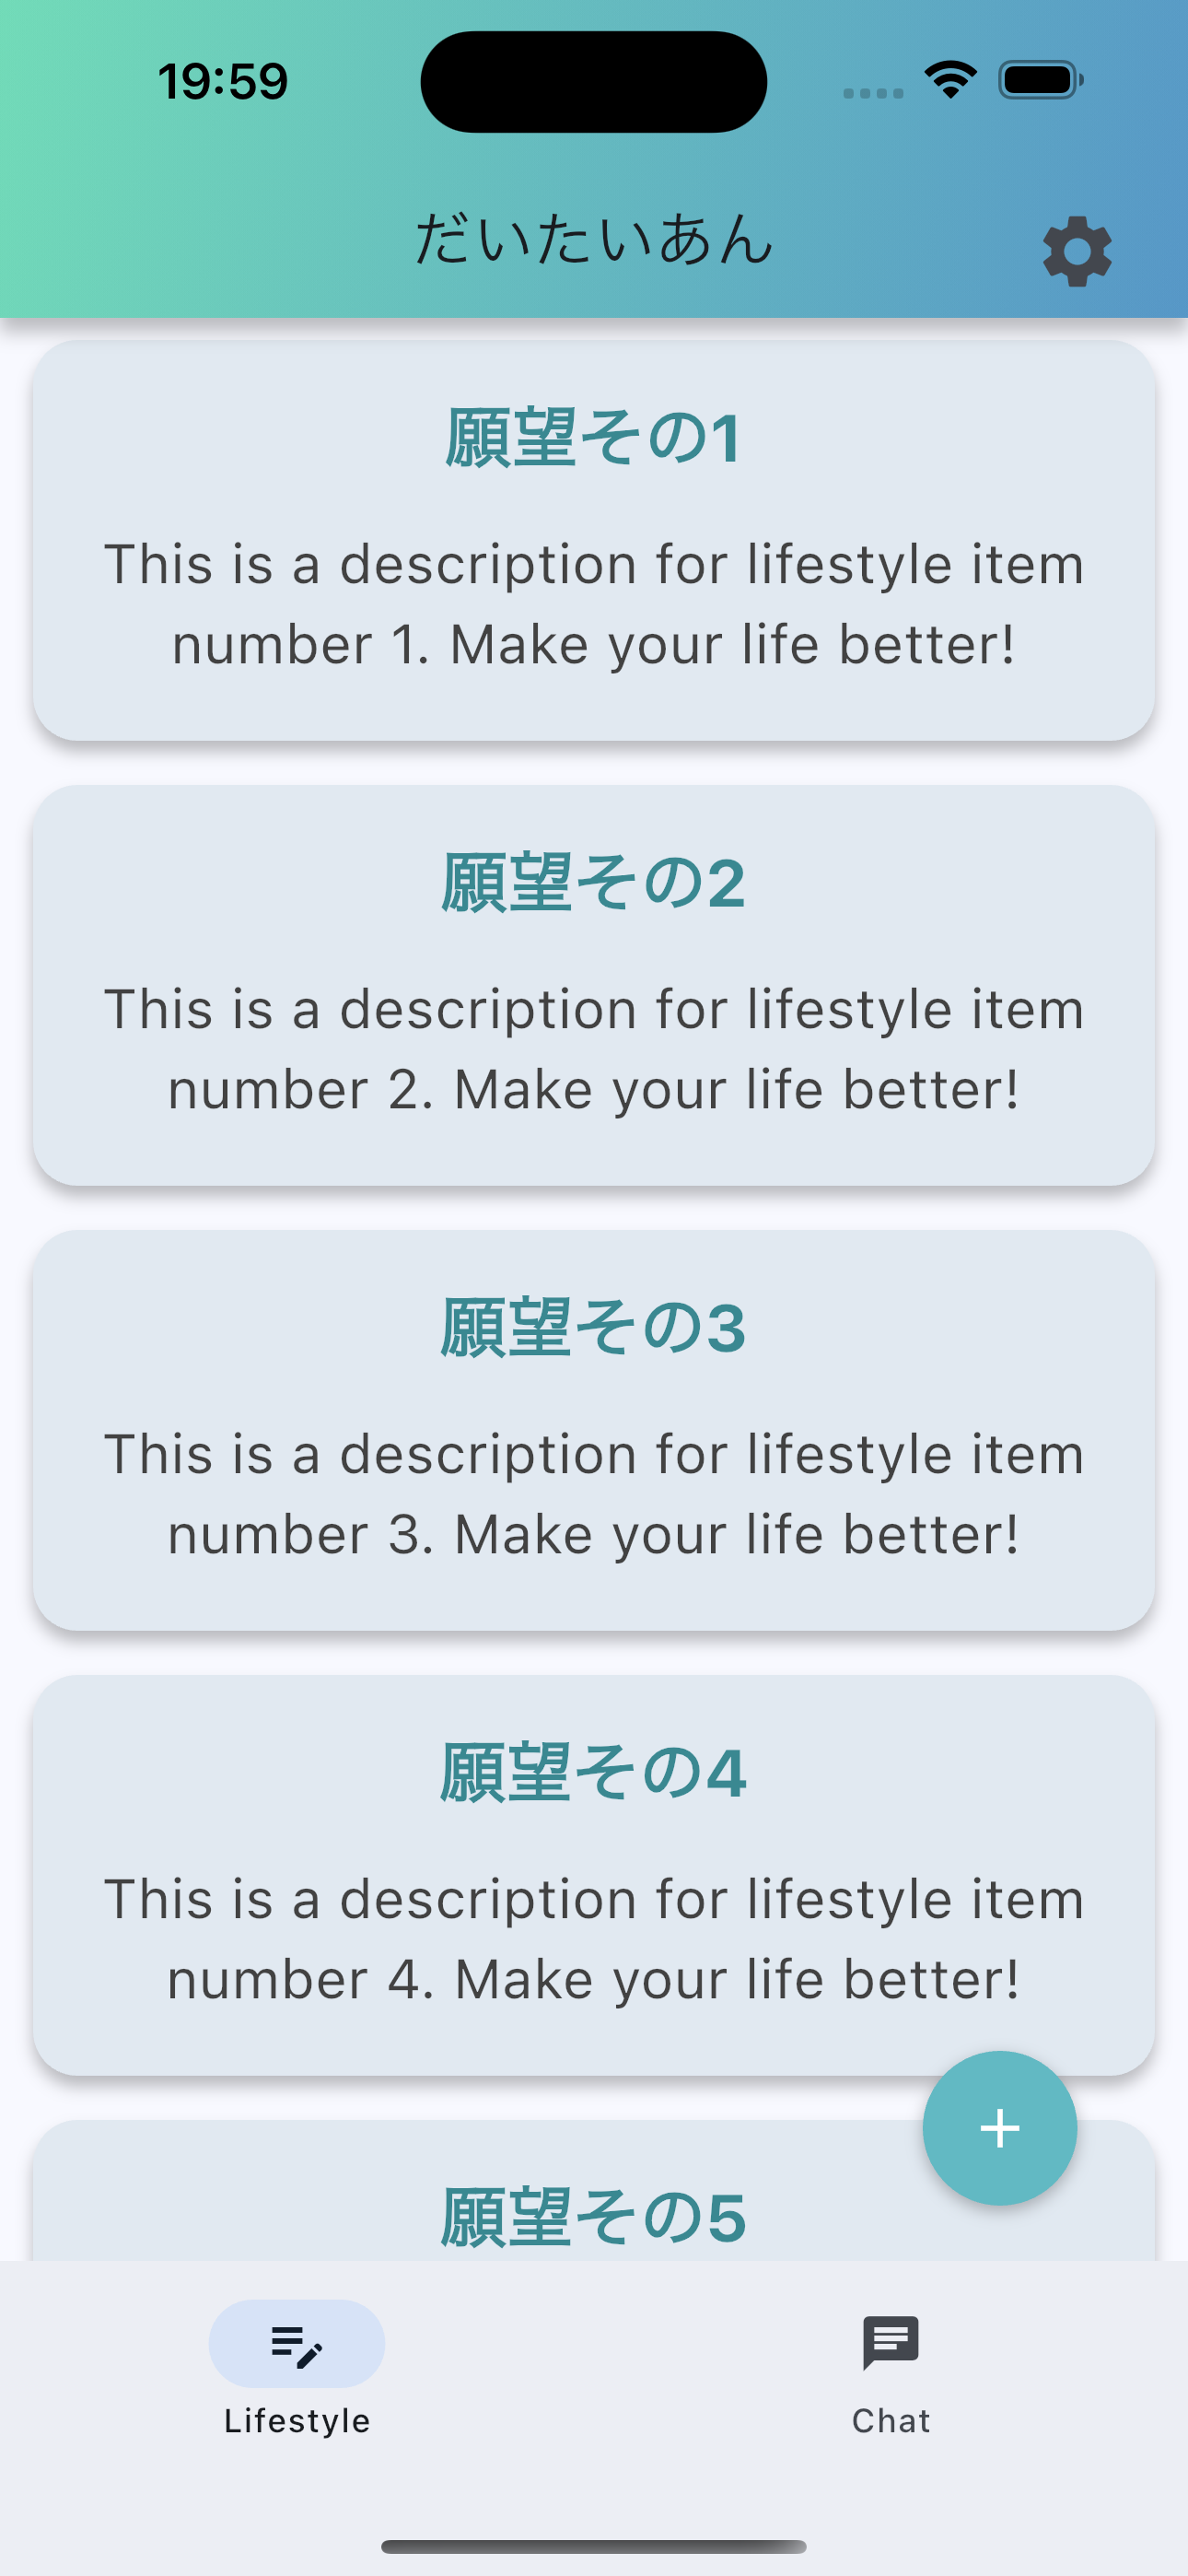 19:59
だいたいあん
願望その1
This is a description for lifestyle item
number 1. Make your life better!
願望その2
This is a description for lifestyle item
number 2. Make your life better!
願望その3
This is a description for lifestyle item
number 3. Make your life better!
願望その4
This is a description for lifestyle item
number 4. Make your life better!
願望その5
Lifestyle
Chat